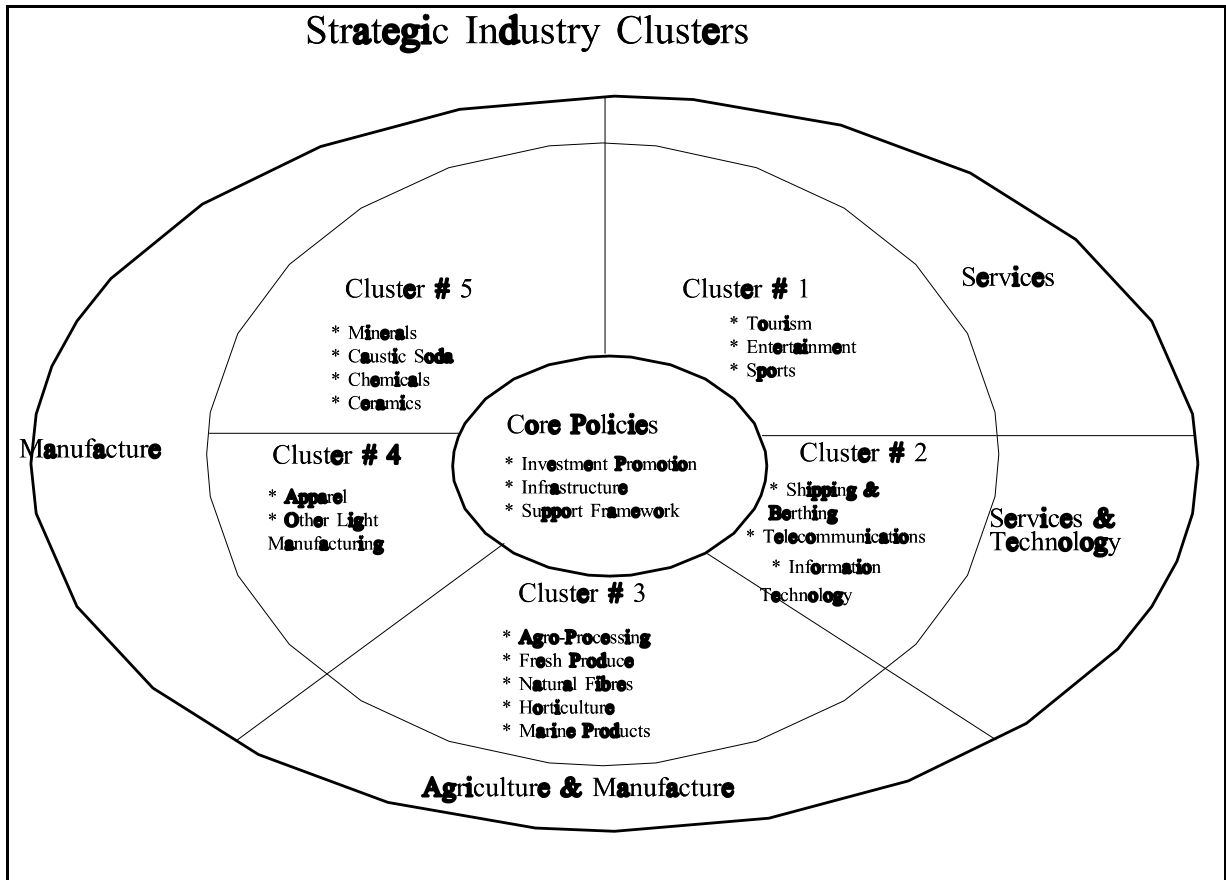 Strategic Industry Clusters
Services
Cluster # 5
* Minerals
* Caustic Soda
* Chemicals
* Ceramics
Cluster # 1
* Tourism
* Entertainment
* Sports
Core Policies
* Investment Promotion
* Infrastructure
* Support Framework
Manufacture
Cluster # 4
* Apparel
* Other Light
Manufacturing
Cluster # 2
* Shipping &
Berthing
* Telecommunications
* Information
Technology
Services &
Technology
Cluster # 3
* Agro-Processing
* Fresh Produce
* Natural Fibres
* Horticulture
* Marine Products
Agriculture & Manufacture